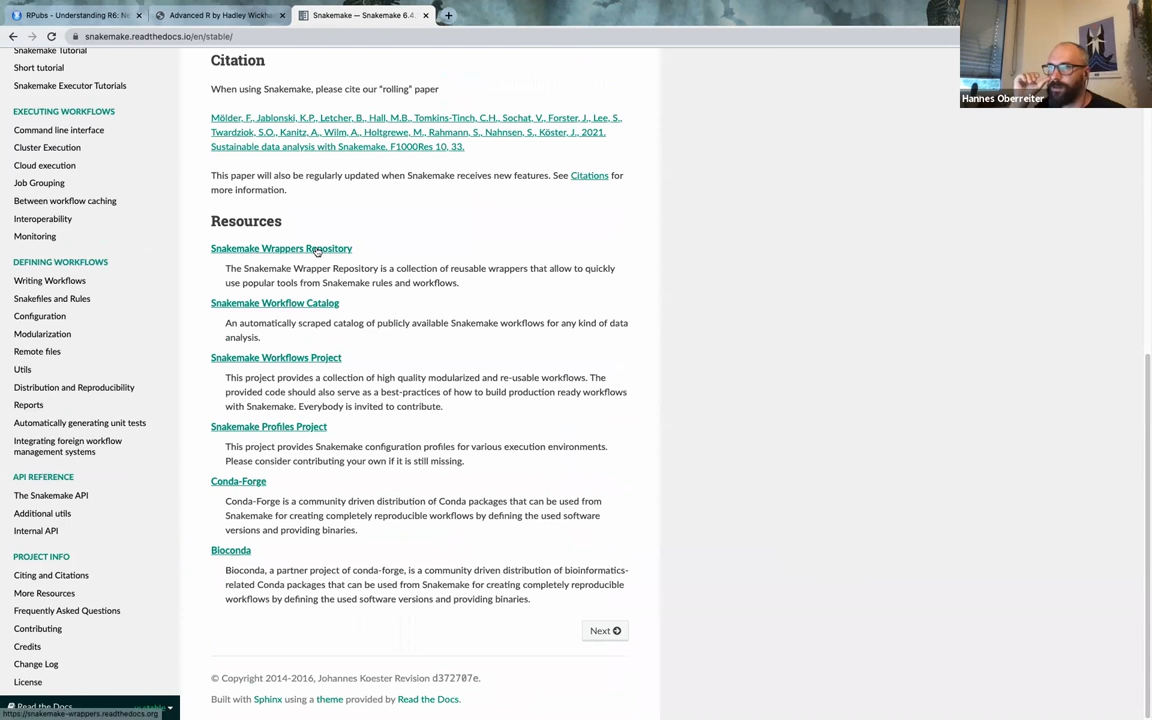 RPubs - Understanding R6: Ne
Advanced R by Hadley Wickha
Snakemake — Snakemake 6.4.
snakemake.readthedocs.io/en/stable/
Hannes Oberreiter
Snakemake Tutorial
Short tutorial
Snakemake Executor Tutorials
EXECUTING WORKFLOWS
Command line interface
Cluster Execution
Cloud execution
Job Grouping
Between workflow caching
Interoperability
Monitoring
DEFINING WORKFLOWS
Writing Workflows
Snakefiles and Rules
Configuration
Modularization
Remote files
Utils
Distribution and Reproducibility
Reports
Automatically generating unit tests
Integrating foreign workflow
management systems
API REFERENCE
The Snakemake API
Additional utils
Internal API
PROJECT INFO
Citing and Citations
More Resources
Frequently Asked Questions
Contributing
Credits
Change Log
License
Read the Docs
https://snakemake-wrappers.readthedocs.org
Citation
When using Snakemake, please cite our “rolling” paper
Mölder, F., Jablonski, K.P., Letcher, B., Hall, M.B., Tomkins-Tinch, C.H., Sochat, V., Forster, J., Lee, S.,
Twardziok, S.O., Kanitz, A., Wilm, A., Holtgrewe, M., Rahmann, S., Nahnsen, S., Köster, J., 2021.
Sustainable data analysis with Snakemake. F1000Res 10, 33.
This paper will also be regularly updated when Snakemake receives new features. See Citations for
more information.
Resources
Snakemake Wrappers Repository
The Snakemake Wrapper Repository is a collection of reusable wrappers that allow to quickly
use popular tools from Snakemake rules and workflows.
Snakemake Workflow Catalog
An automatically scraped catalog of publicly available Snakemake workflows for any kind of data
analysis.
Snakemake Workflows Project
This project provides a collection of high quality modularized and re-usable workflows. The
provided code should also serve as a best-practices of how to build production ready workflows
with Snakemake. Everybody is invited to contribute.
Snakemake Profiles Project
This project provides Snakemake configuration profiles for various execution environments.
Please consider contributing your own if it is still missing.
Conda-Forge
Conda-Forge is a community driven distribution of Conda packages that can be used from
Snakemake for creating completely reproducible workflows by defining the used software
versions and providing binaries.
Bioconda
Bioconda, a partner project of conda-forge, is a community driven distribution of bioinformatics-
related Conda packages that can be used from Snakemake for creating completely reproducible
workflows by defining the used software versions and providing binaries.
Next
© Copyright 2014-2016, Johannes Koester Revision d372707e.
Built with Sphinx using a theme provided by Read the Docs.